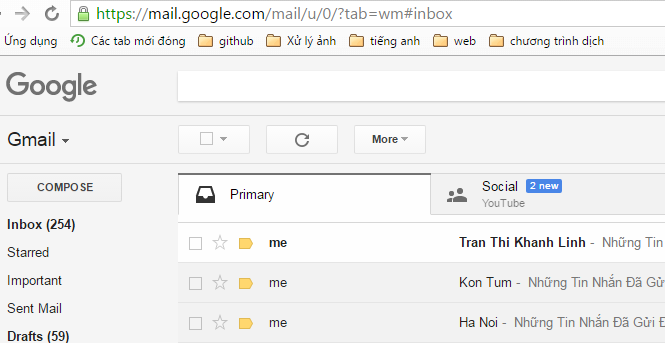 https://mail.google.com/mail/u/0/?tab=wm#inbox
Ứng dụng Các tab mới đóng github Xử lý ảnh tiếng anh web chương trình dịch
Google
Gmail
More
COMPOSE
Primary
Social 2 new
YouTube
Inbox (254)
Starred
Important
Sent Mail
Drafts (59)
me Tran Thi Khanh Linh - Những Tin
me Kon Tum - Những Tin Nhắn Đã Gử
me Ha Noi - Những Tin Nhắn Đã Gửi Đ